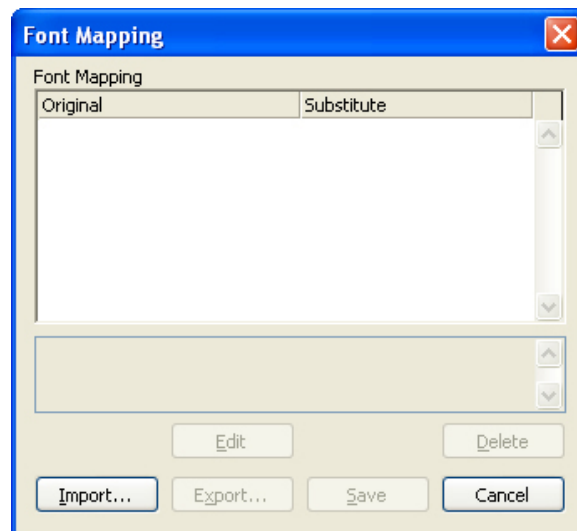 Font Mapping
Font Mapping
Original Substitute
Edit Delete
Import... Export... Save Cancel